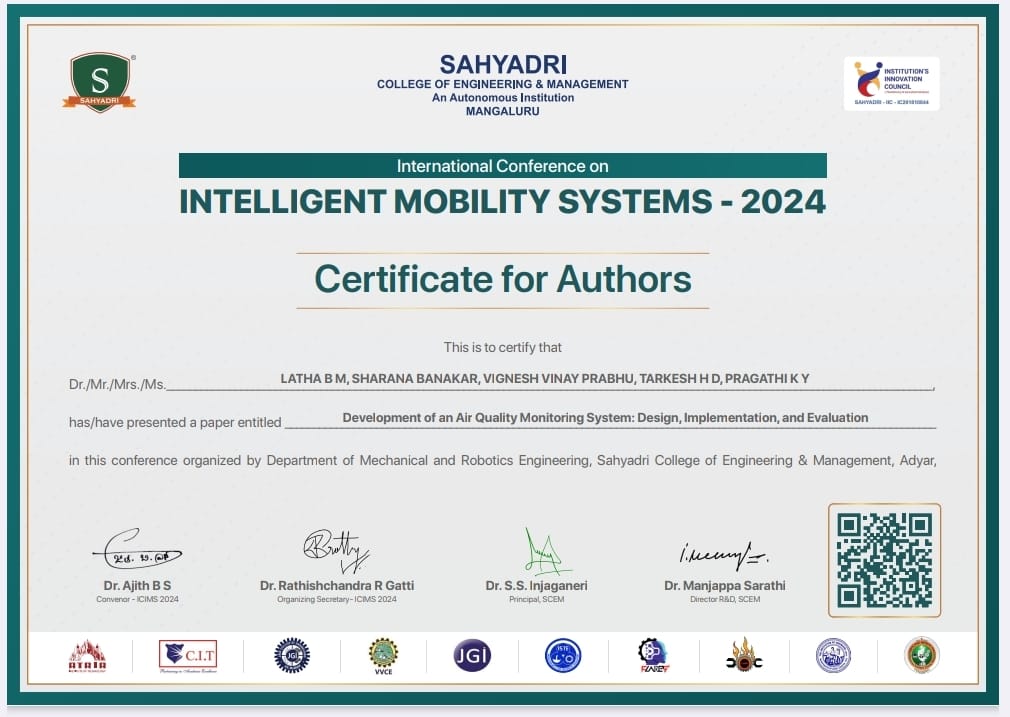 S
SAHYADRI
SAHYADRI
COLLEGE OF ENGINEERING & MANAGEMENT
An Autonomous Institution
MANGALURU
INSTITUTION'S
INNOVATION
COUNCIL
International Conference on
INTELLIGENT MOBILITY SYSTEMS - 2024
Certificate for Authors
This is to certify that
Dr./Mr./Mrs./Ms. LATHA B M, SHARANA BANAKAR, VIGNESH VINAY PRABHU, TARKESH H D, PRAGATHI K Y,
has/have presented a paper entitled Development of an Air Quality Monitoring System: Design, Implementation, and Evaluation
in this conference organized by Department of Mechanical and Robotics Engineering, Sahyadri College of Engineering & Management, Adyar,
Dr. Ajith B S
Convenor - ICIMS 2024
Dr. Rathishchandra R Gatti
Organizing Secretary- ICIMS 2024
Dr. S.S. Injaganeri
Principal, SCEM
Dr. Manjappa Sarathi
Director R&D, SCEM
ATRIA
C.I.T
JGI
VVCE
JGI
ISTE